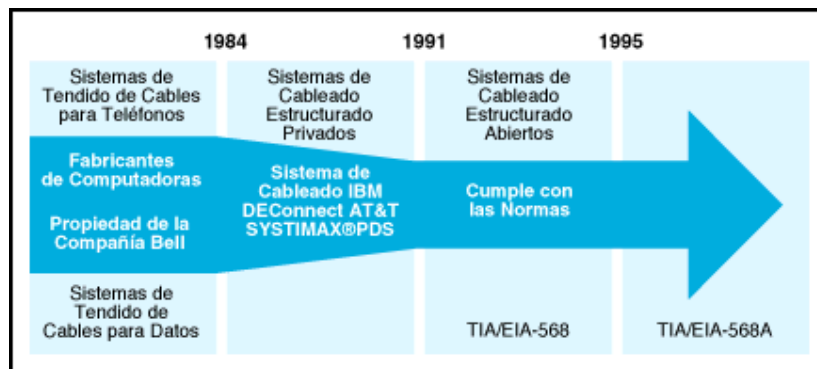 1984
1991
1995
Sistemas de
Tendido de Cables
para Teléfonos
Fabricantes
de Computadoras
Propiedad de la
Compañía Bell
Sistemas de
Tendido de
Cables para Datos
Sistemas de
Cableado
Estructurado
Privados
Sistema de
Cableado IBM
DEConnect AT&T
SYSTIMAX®PDS
Sistemas de
Cableado
Estructurado
Abiertos
Cumple con
las Normas
TIA/EIA-568
TIA/EIA-568A